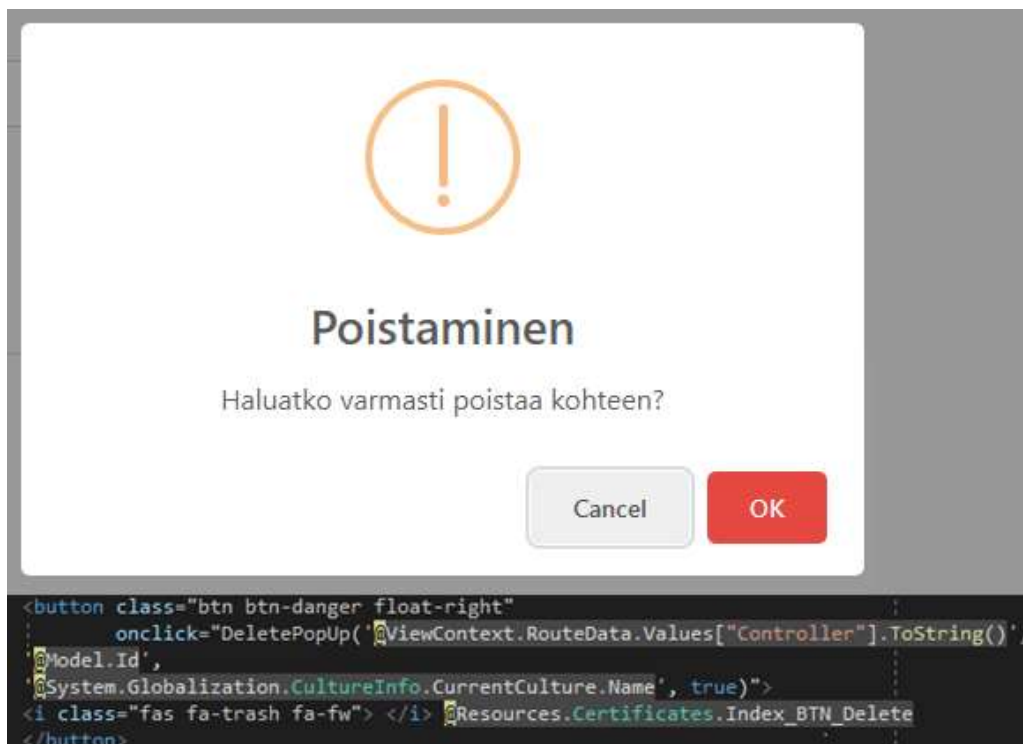 Poistaminen
Haluatko varmasti poistaa kohteen?
Cancel OK
<button class="btn btn-danger float-right"
onclick="DeletePopUp('@ViewContext.RouteData.Values["Controller"].ToString()',
'@Model.Id',
'@System.Globalization.CultureInfo.CurrentCulture.Name', true)">
<i class="fas fa-trash fa-fw"> </i> @Resources.Certificates.Index_BTN_Delete
</button>